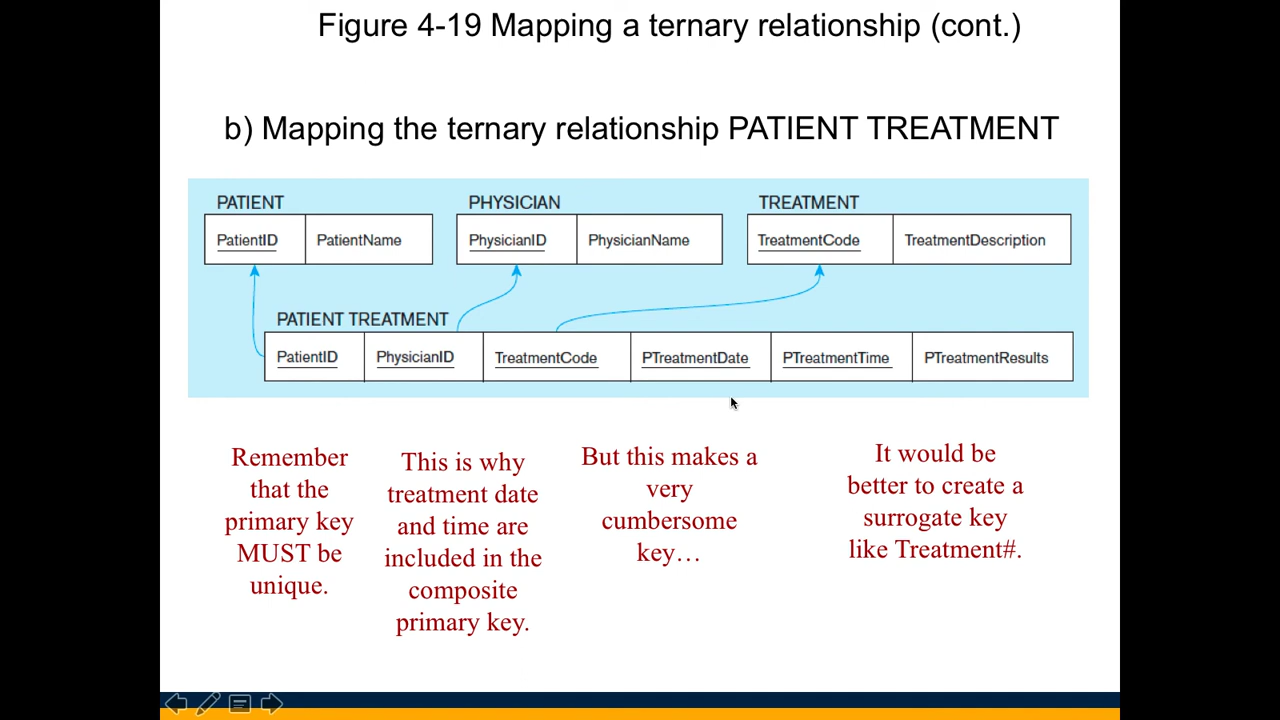 Figure 4-19 Mapping a ternary relationship (cont.)
b) Mapping the ternary relationship PATIENT TREATMENT
PATIENT
PatientID PatientName
PHYSICIAN
PhysicianID PhysicianName
TREATMENT
TreatmentCode TreatmentDescription
PATIENT TREATMENT
PatientID PhysicianID TreatmentCode PTreatmentDate PTreatmentTime PTreatmentResults
Remember
that the
primary key
MUST be
unique.
This is why
treatment date
and time are
included in the
composite
primary key.
But this makes a
very
cumbersome
key…
It would be
better to create a
surrogate key
like Treatment#.